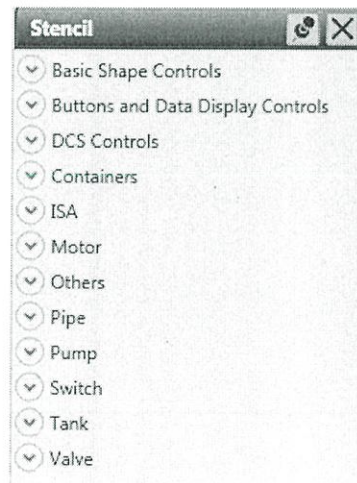 Stencil
Basic Shape Controls
Buttons and Data Display Controls
DCS Controls
Containers
ISA
Motor
Others
Pipe
Pump
Switch
Tank
Valve